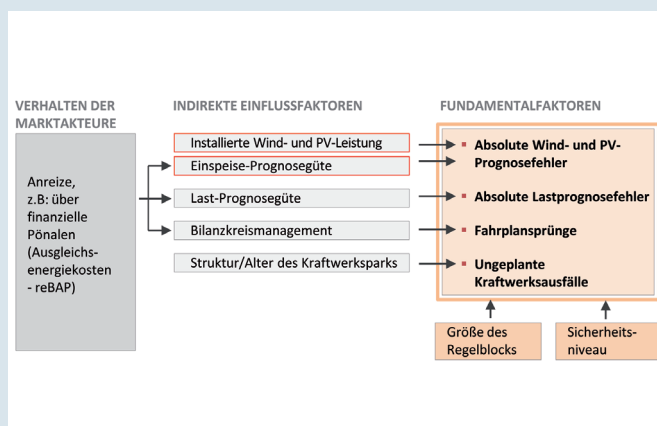 VERHALTEN DER
MARKTAKTEURE
INDIREKTE EINFLUSSFAKTOREN
FUNDAMENTALFAKTOREN
Anreize,
z.B: über
finanzielle
Pönalen
(Ausgleichs-
energiekosten
- reBAP)
Installierte Wind- und PV-Leistung
Einspeise-Prognosegüte
Last-Prognosegüte
Bilanzkreismanagement
Struktur/Alter des Kraftwerksparks
▪ Absolute Wind- und PV-
Prognosefehler
▪ Absolute Lastprognosefehler
▪ Fahrplansprünge
▪ Ungeplante
Kraftwerksausfälle
Größe des
Regelblocks
Sicherheits-
niveau